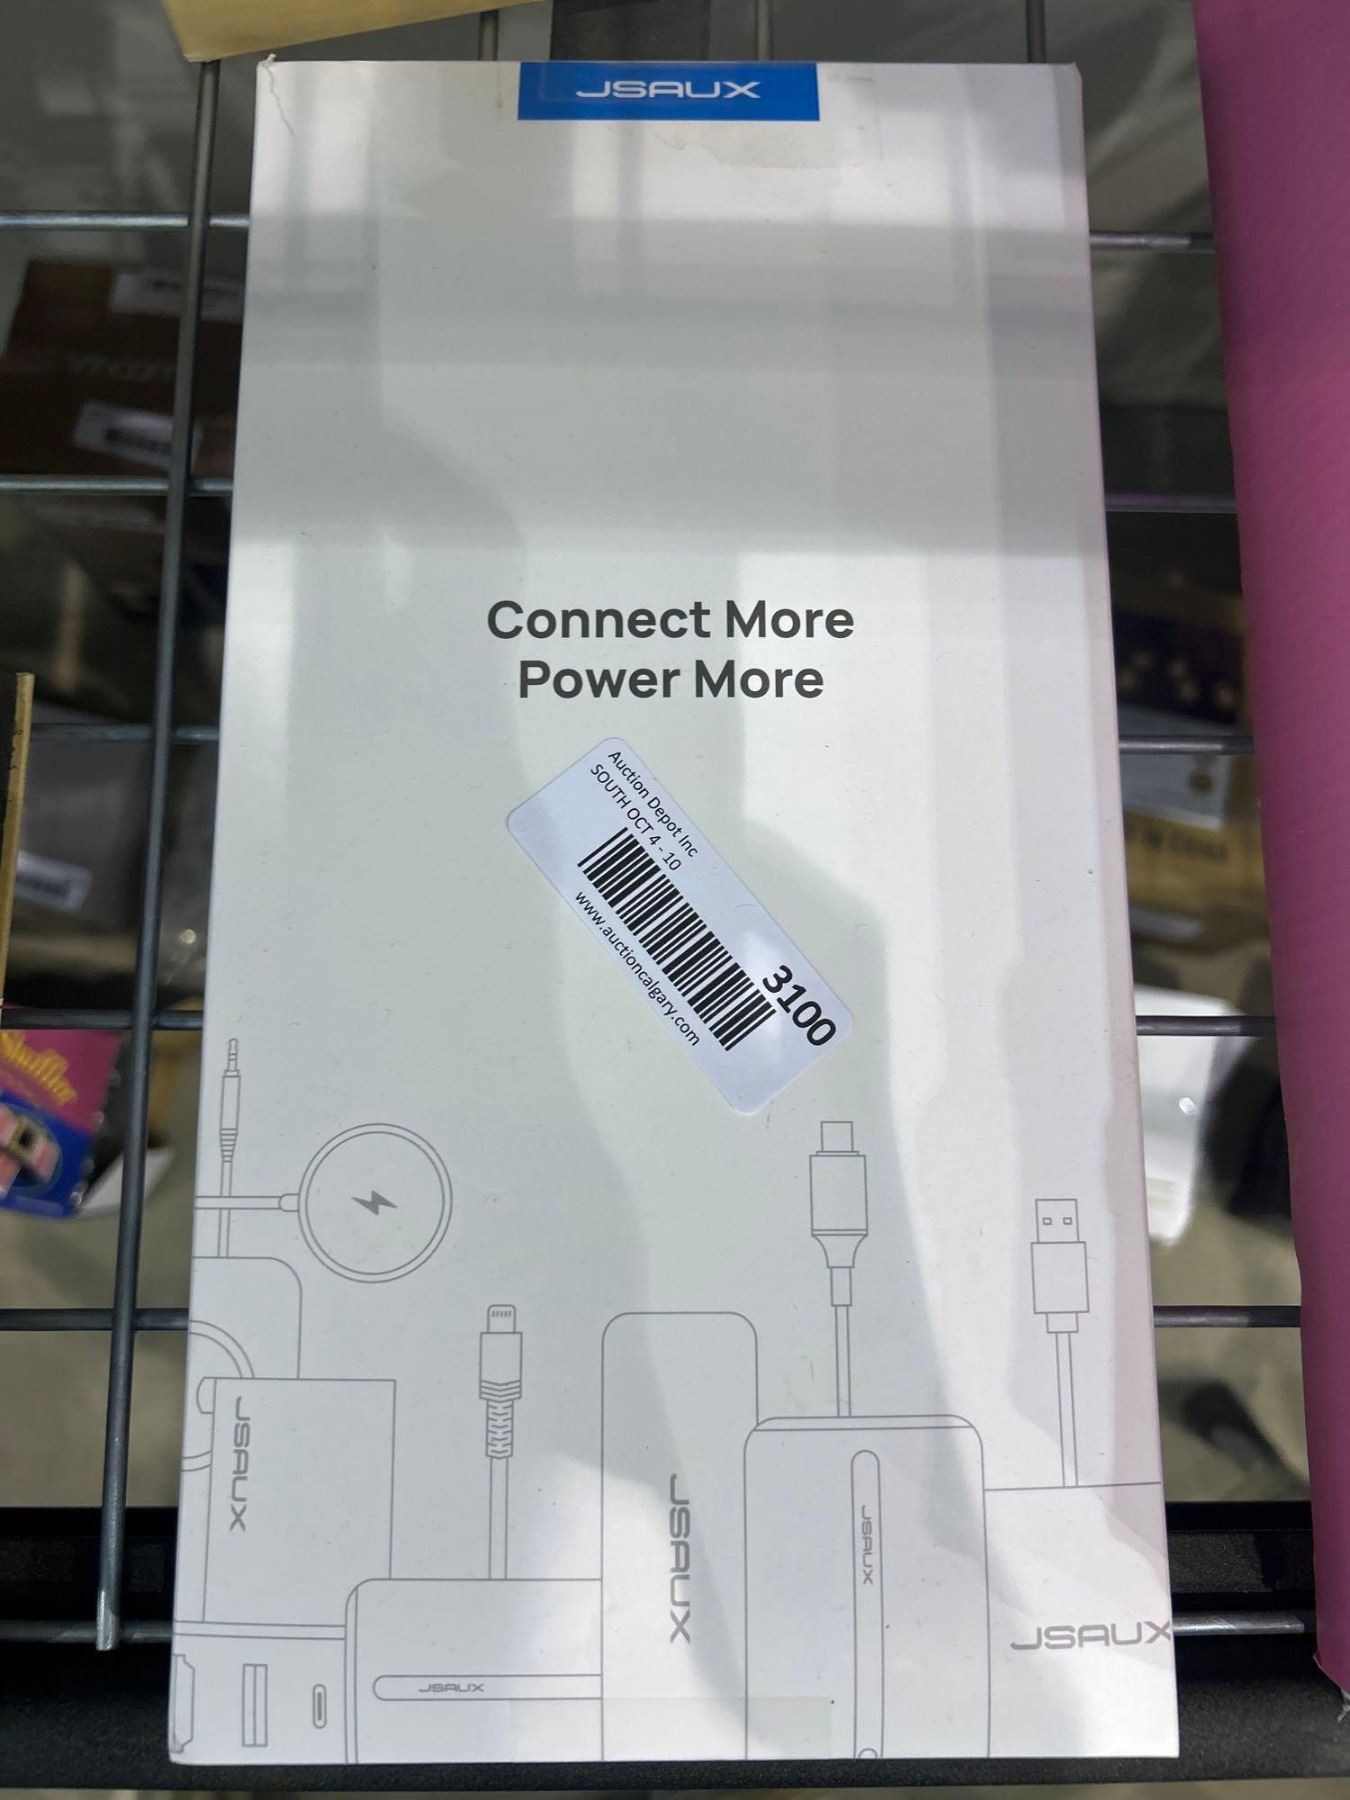 JSAUX
Connect More
Power More
Auction Depot Inc
SOUTH OCT 4 - 10
3100
www.auctioncalgary.com
JSAUX
JSAUX
JSAUX
JSAUX
JSAUX